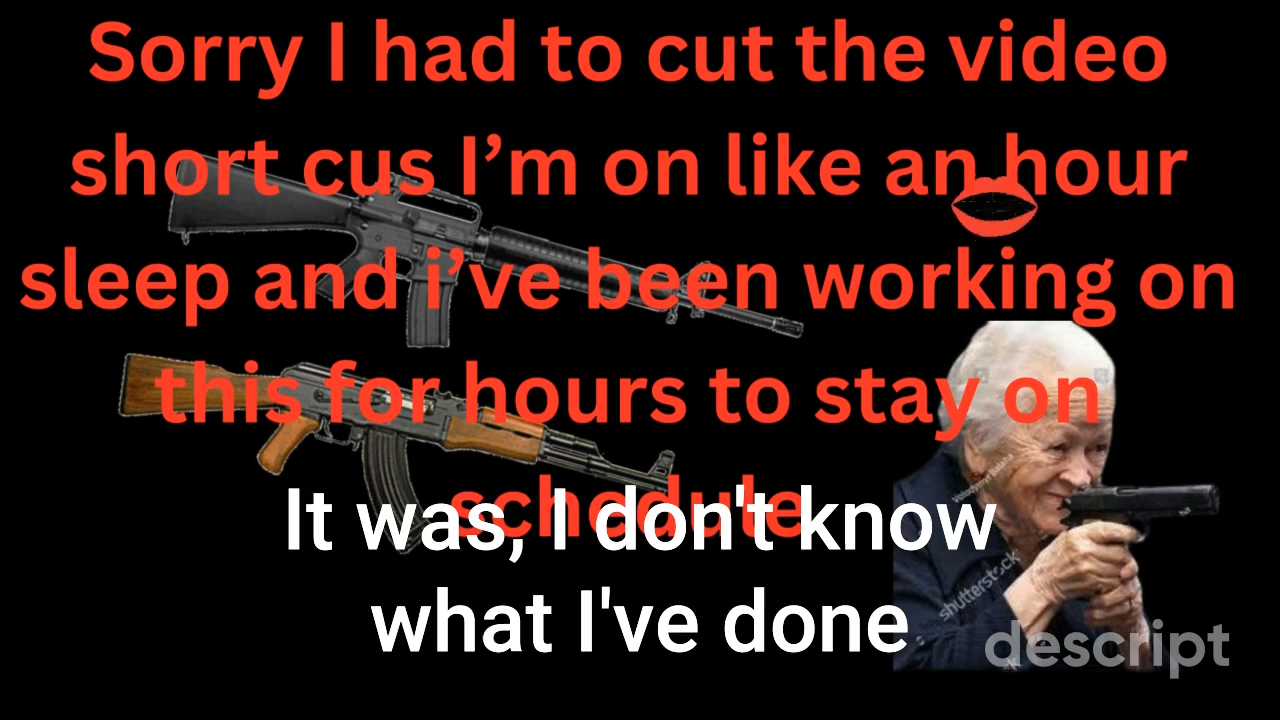 Sorry I had to cut the video
short cus I’m on like an hour
sleep and i’ve been working on
this for hours to stay on
schedule
It was, I don't know
what I've done
shutterstock
descript